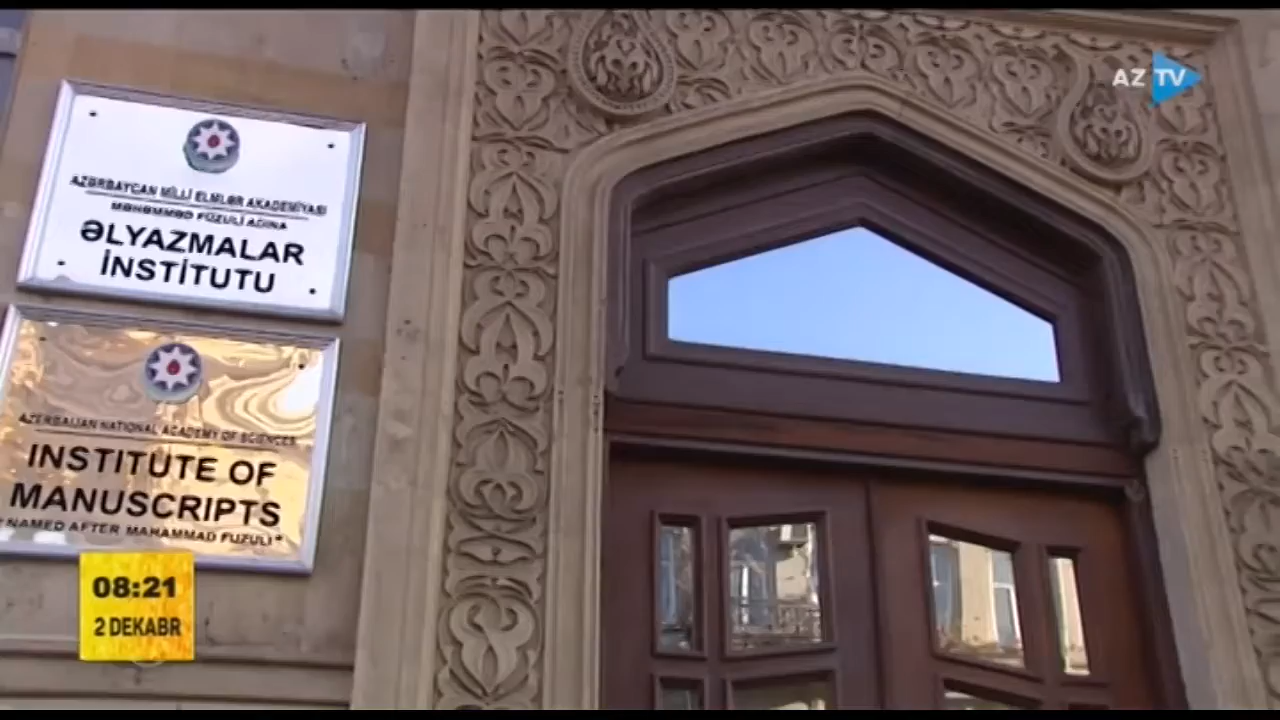 AZ TV
AZƏRBAYCAN MİLLİ ELMLƏR AKADEMİYASI
MƏHƏMMƏD FÜZULİ ADINA
ƏLYAZMALAR
İNSTİTUTU
AZERBAIJAN NATIONAL ACADEMY OF SCIENCES
INSTITUTE OF
MANUSCRIPTS
"NAMED AFTER MAHAMMAD FUZULI"
08:21
2 DEKABR